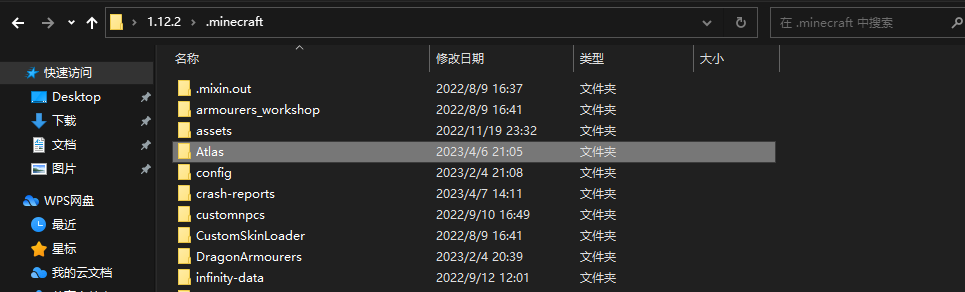 1.12.2 .minecraft 在 .minecraft 中搜索
名称 修改日期 类型 大小
快速访问
Desktop
下载
文档
图片
WPS网盘
最近
星标
我的云文档
.mixin.out 2022/8/9 16:37 文件夹
armourers_workshop 2022/8/9 16:41 文件夹
assets 2022/11/19 23:32 文件夹
Atlas 2023/4/6 21:05 文件夹
config 2023/2/4 21:08 文件夹
crash-reports 2023/4/7 14:11 文件夹
customnpcs 2022/9/10 16:49 文件夹
CustomSkinLoader 2022/8/9 16:41 文件夹
DragonArmourers 2023/2/4 20:39 文件夹
infinity-data 2022/9/12 12:01 文件夹